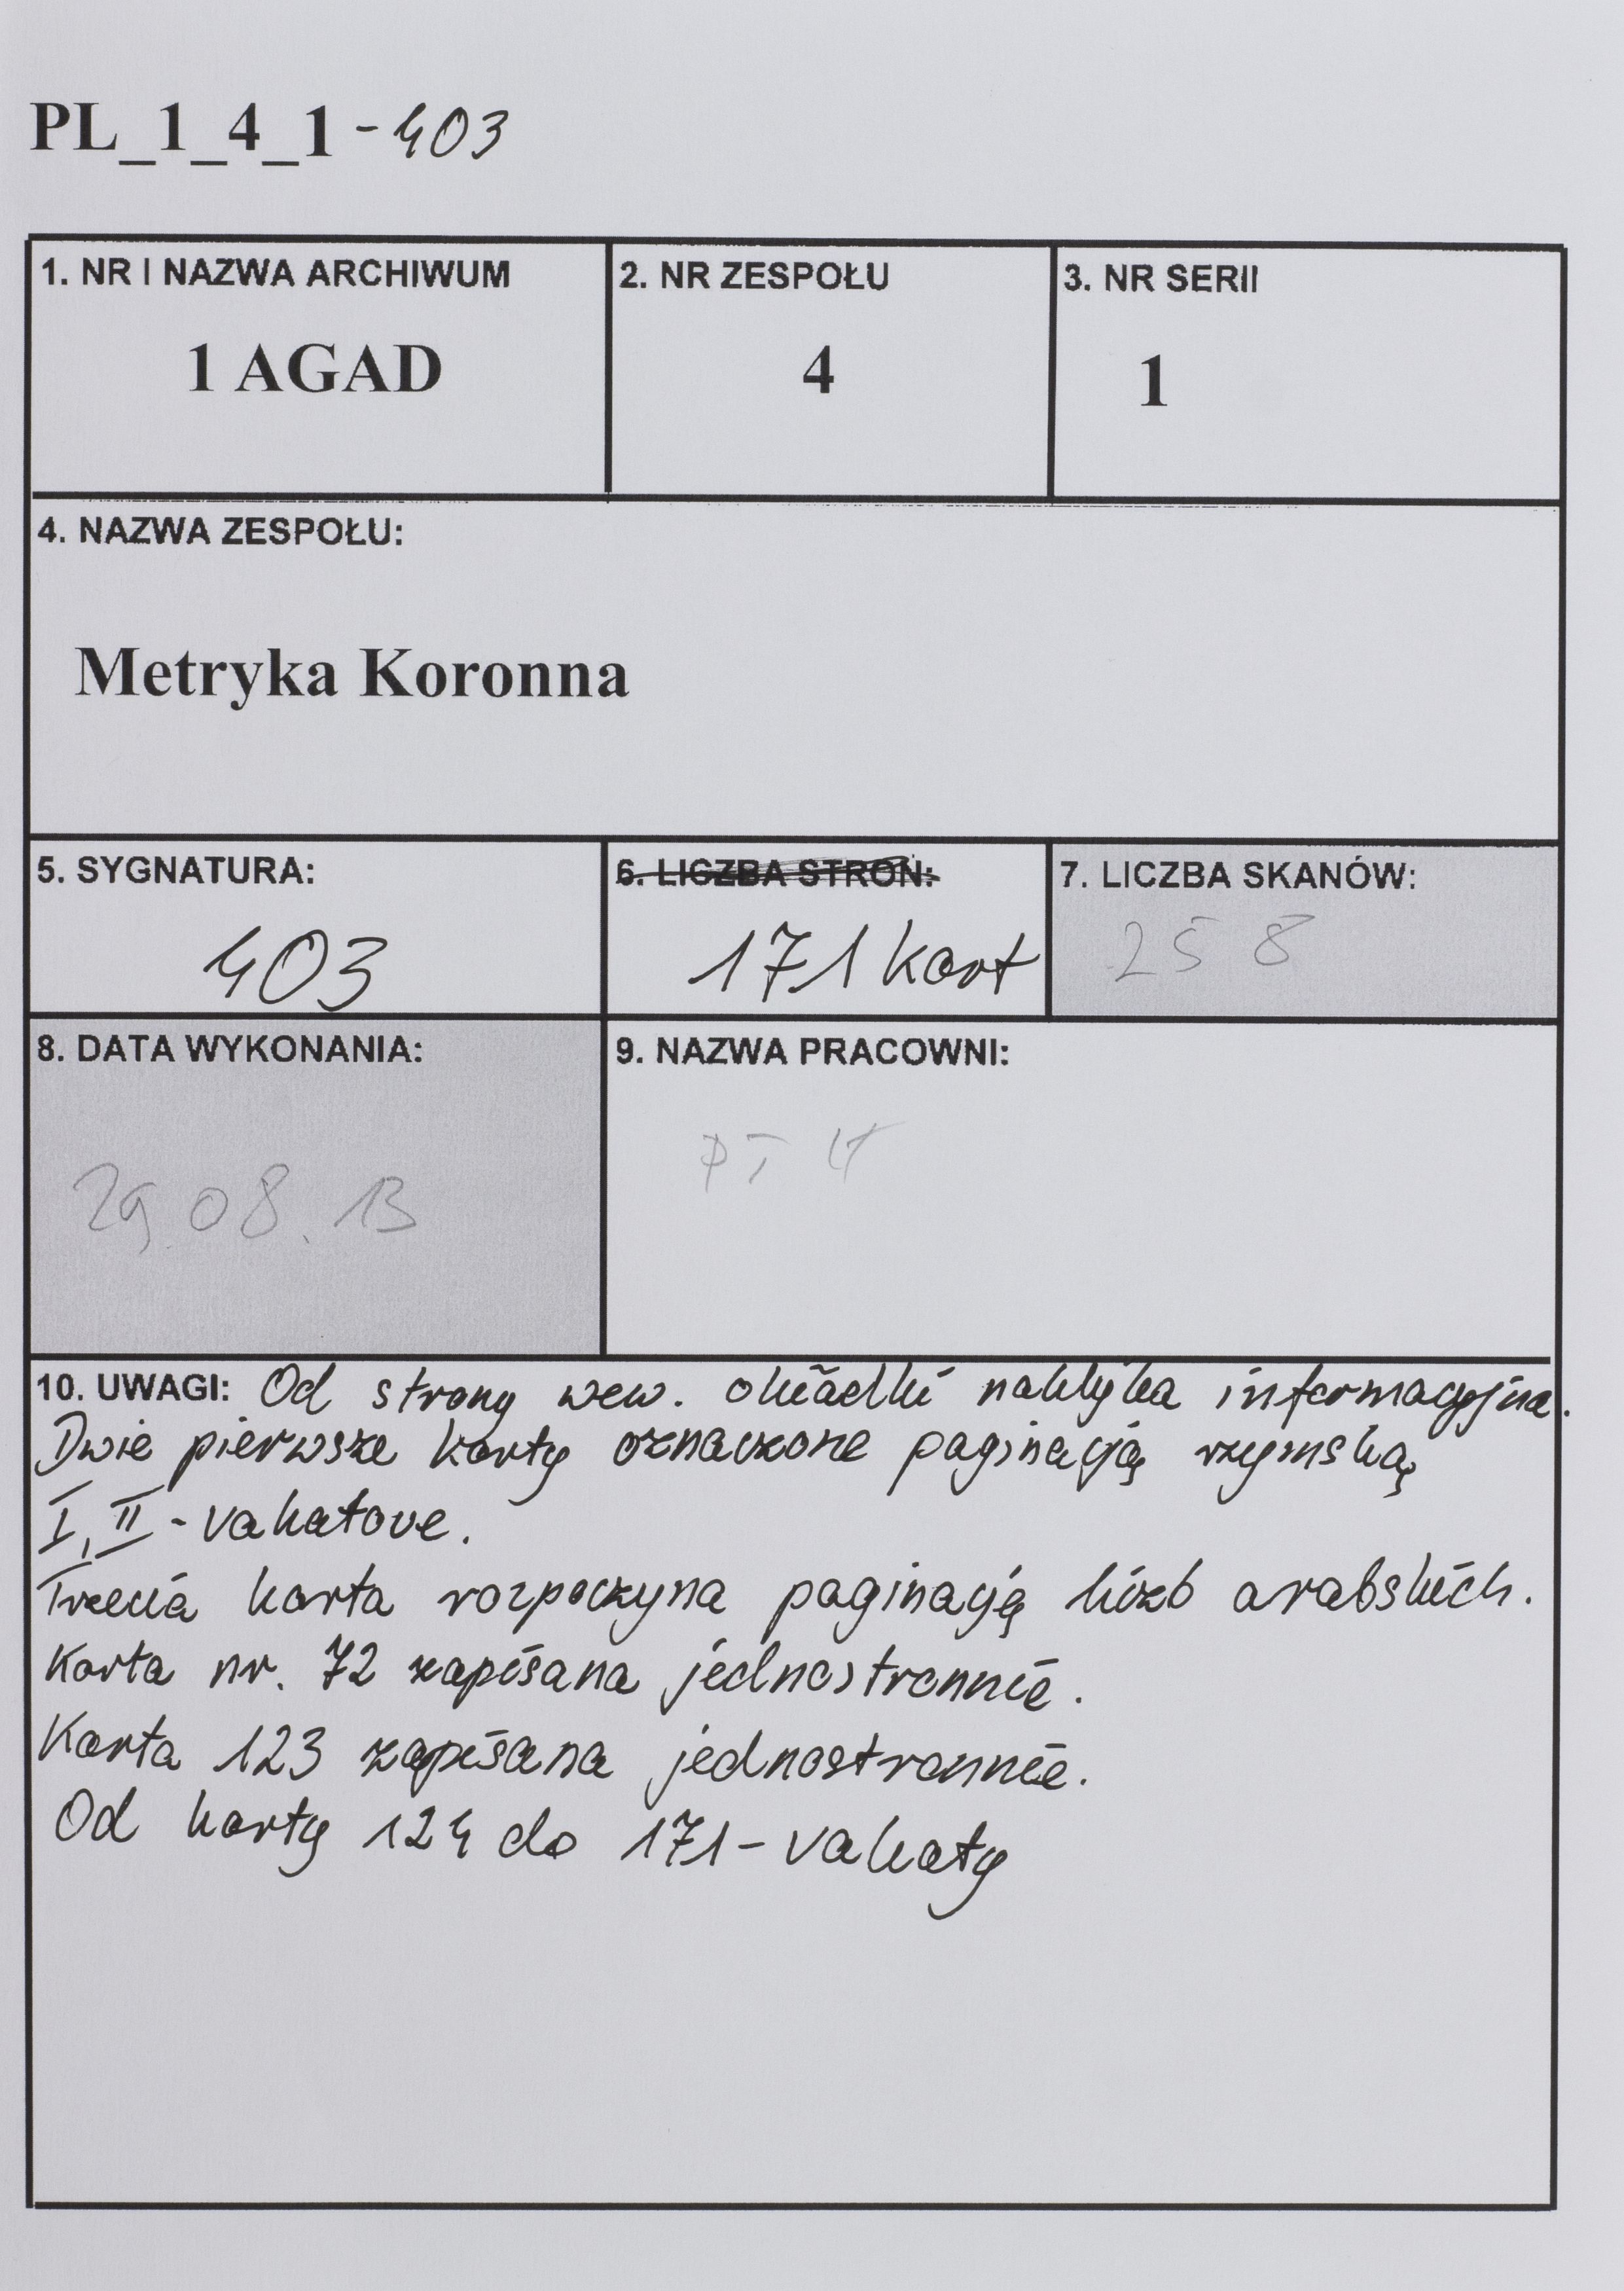 PL_1_4_1 - 403
1. NR I NAZWA ARCHIWUM
1 AGAD
2. NR ZESPOŁU
4
3. NR SERII
1
4. NAZWA ZESPOŁU:
Metryka Koronna
5. SYGNATURA:
403
6. LICZBA STRON:
171 kart
7. LICZBA SKANÓW:
258
8. DATA WYKONANIA:
29.08.13
9. NAZWA PRACOWNI:
PT 4
10. UWAGI: Od strony wew. okładki naklejka informacyjna.
Dwie pierwsze karty oznaczone paginacją rzymską
I, II - vakatowe.
Trzecia karta rozpoczyna paginację liczb arabskich.
Karta nr. 72 zapisana jednostronnie.
Karta 123 zapisana jednostronnie.
Od karty 124 do 171 - vakaty